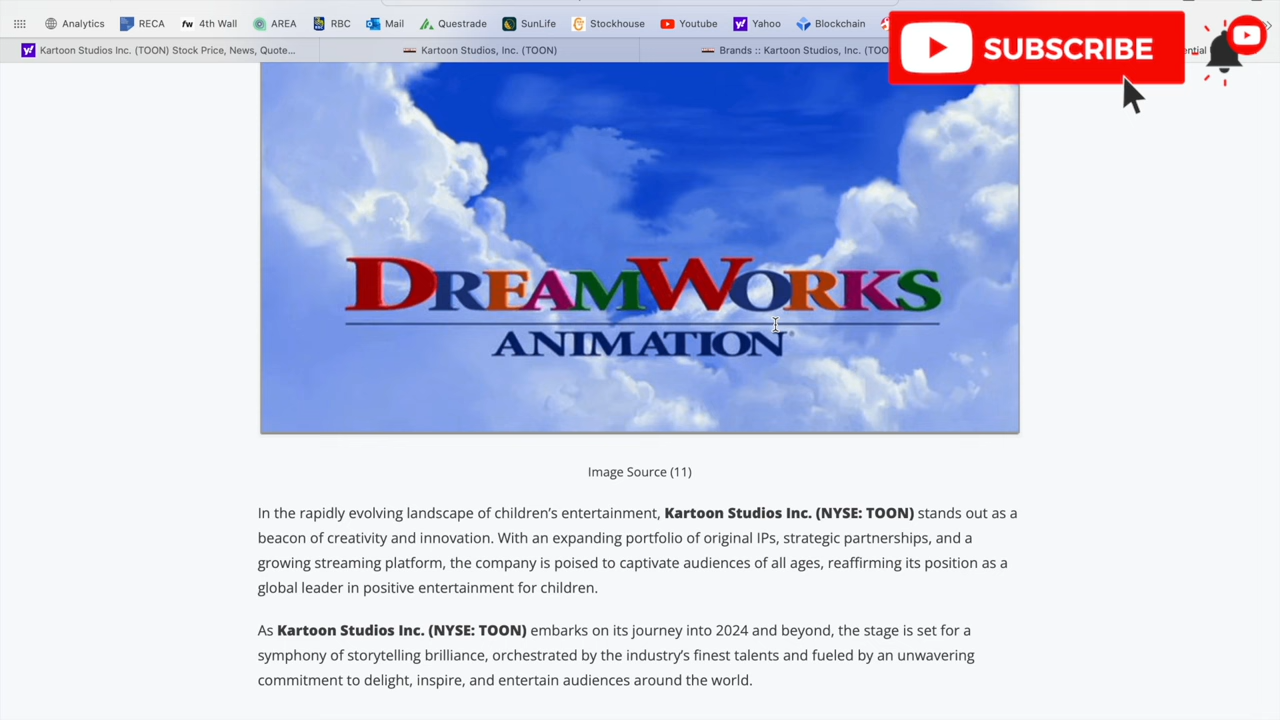 Analytics RECA fw 4th Wall AREA RBC Mail Questrade SunLife Stockhouse Youtube Yahoo Blockchain
Kartoon Studios Inc. (TOON) Stock Price, News, Quote... Kartoon Studios, Inc. (TOON) Brands :: Kartoon Studios, Inc. (TOO
SUBSCRIBE
DREAMWORKS
ANIMATION
Image Source (11)
In the rapidly evolving landscape of children’s entertainment, Kartoon Studios Inc. (NYSE: TOON) stands out as a
beacon of creativity and innovation. With an expanding portfolio of original IPs, strategic partnerships, and a
growing streaming platform, the company is poised to captivate audiences of all ages, reaffirming its position as a
global leader in positive entertainment for children.
As Kartoon Studios Inc. (NYSE: TOON) embarks on its journey into 2024 and beyond, the stage is set for a
symphony of storytelling brilliance, orchestrated by the industry’s finest talents and fueled by an unwavering
commitment to delight, inspire, and entertain audiences around the world.